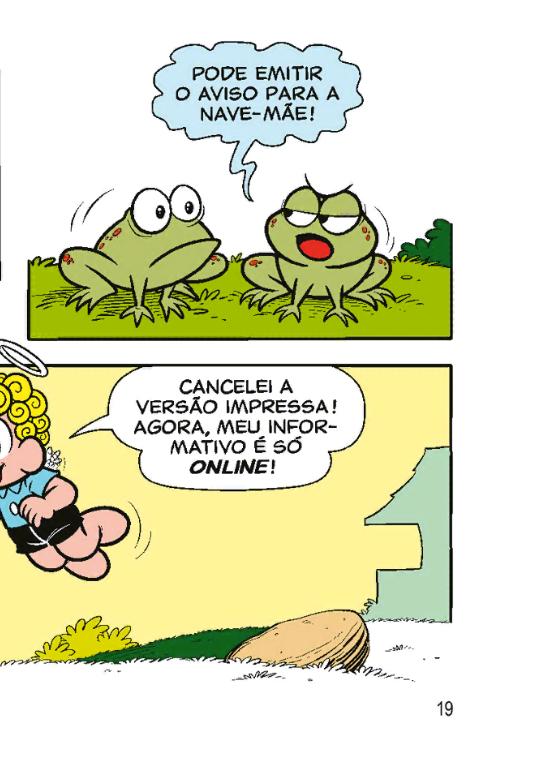 PODE EMITIR
O AVISO PARA A
NAVE-MÃE!
CANCELEI A
VERSÃO IMPRESSA!
AGORA, MEU INFOR-
MATIVO É SÓ
ONLINE!
19